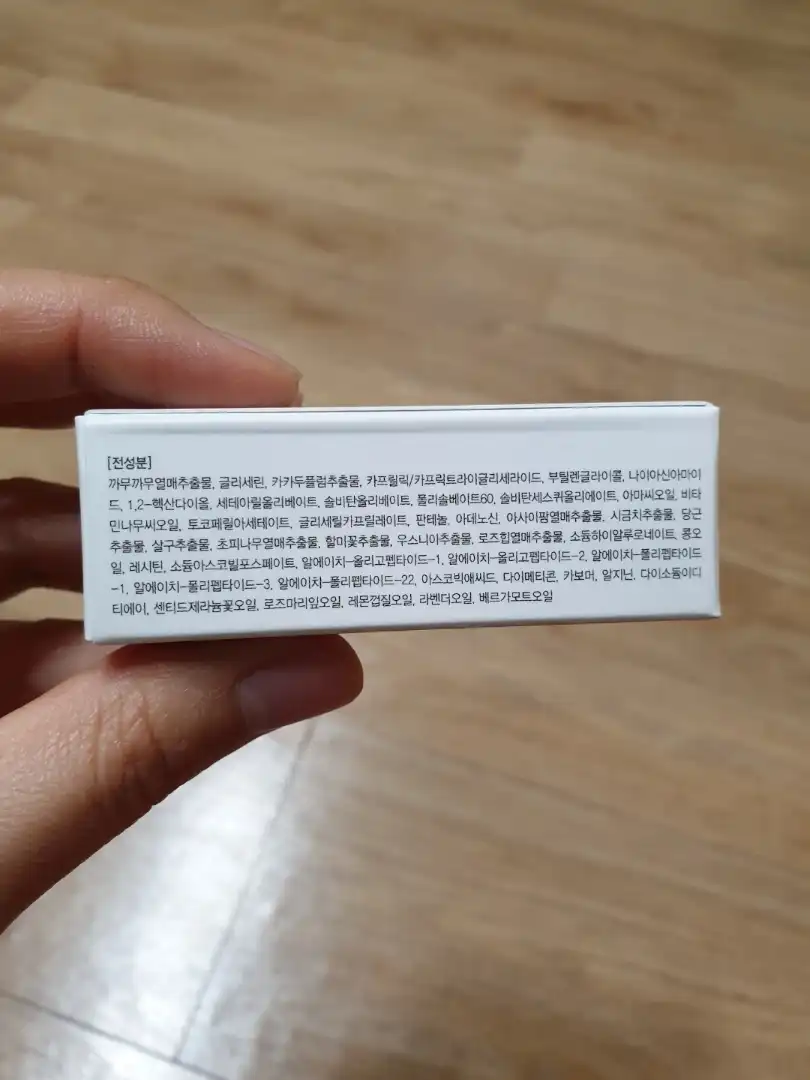 [전성분]
까무까무열매추출물, 글리세린, 카카두플럼추출물, 카프릴릭/카프릭트라이글리세라이드, 부틸렌글라이콜, 나이아신아마이
드, 1,2-헥산다이올, 세테아릴올리베이트, 솔비탄올리베이트, 폴리솔베이트60, 솔비탄세스퀴올리에이트, 아마씨오일, 비타
민나무씨오일, 토코페릴아세테이트, 글리세릴카프릴레이트, 판테놀, 아데노신, 아사이팜열매추출물, 시금치추출물, 당근
추출물, 살구추출물, 초피나무열매추출물, 할미꽃추출물, 우스니아추출물, 로즈힙열매추출물, 소듐하이알루로네이트, 콩오
일, 레시틴, 소듐아스코빌포스페이트, 알에이치-올리고펩타이드-1, 알에이치-올리고펩타이드-2, 알에이치-폴리펩타이드
-1, 알에이치-폴리펩타이드-3, 알에이치-폴리펩타이드-22, 아스코빅애씨드, 다이메티콘, 카보머, 알지닌, 다이소듐이디
티에이, 센티드제라늄꽃오일, 로즈마리잎오일, 레몬껍질오일, 라벤더오일, 베르가모트오일